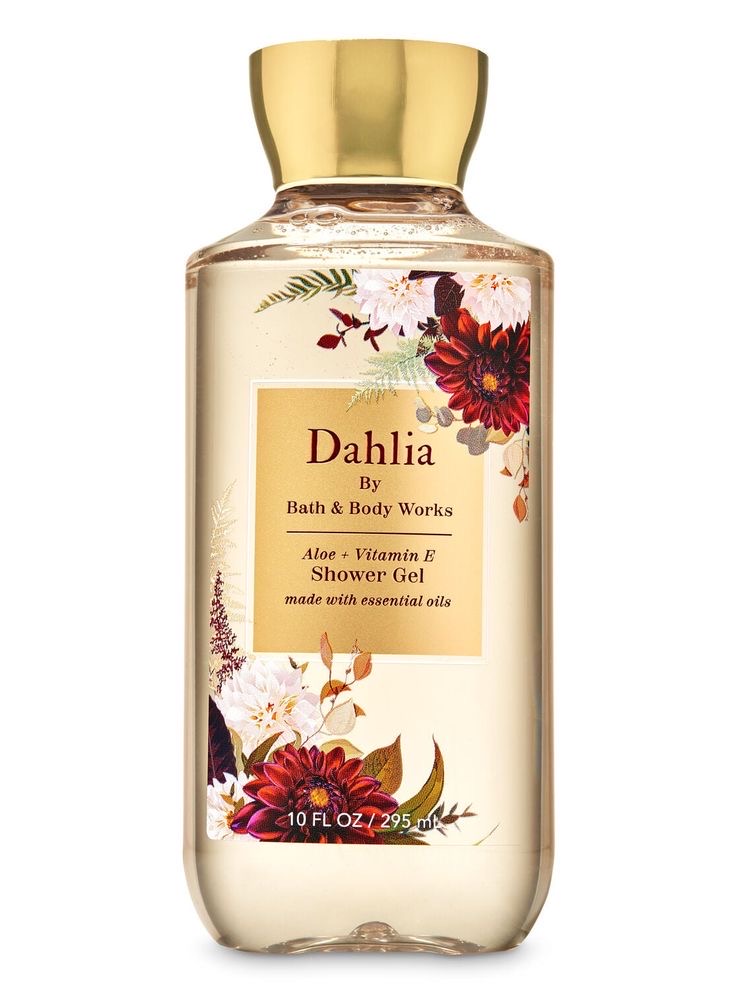 Dahlia
By
Bath & Body Works
Aloe + Vitamin E
Shower Gel
made with essential oils
10 FL OZ / 295 mL